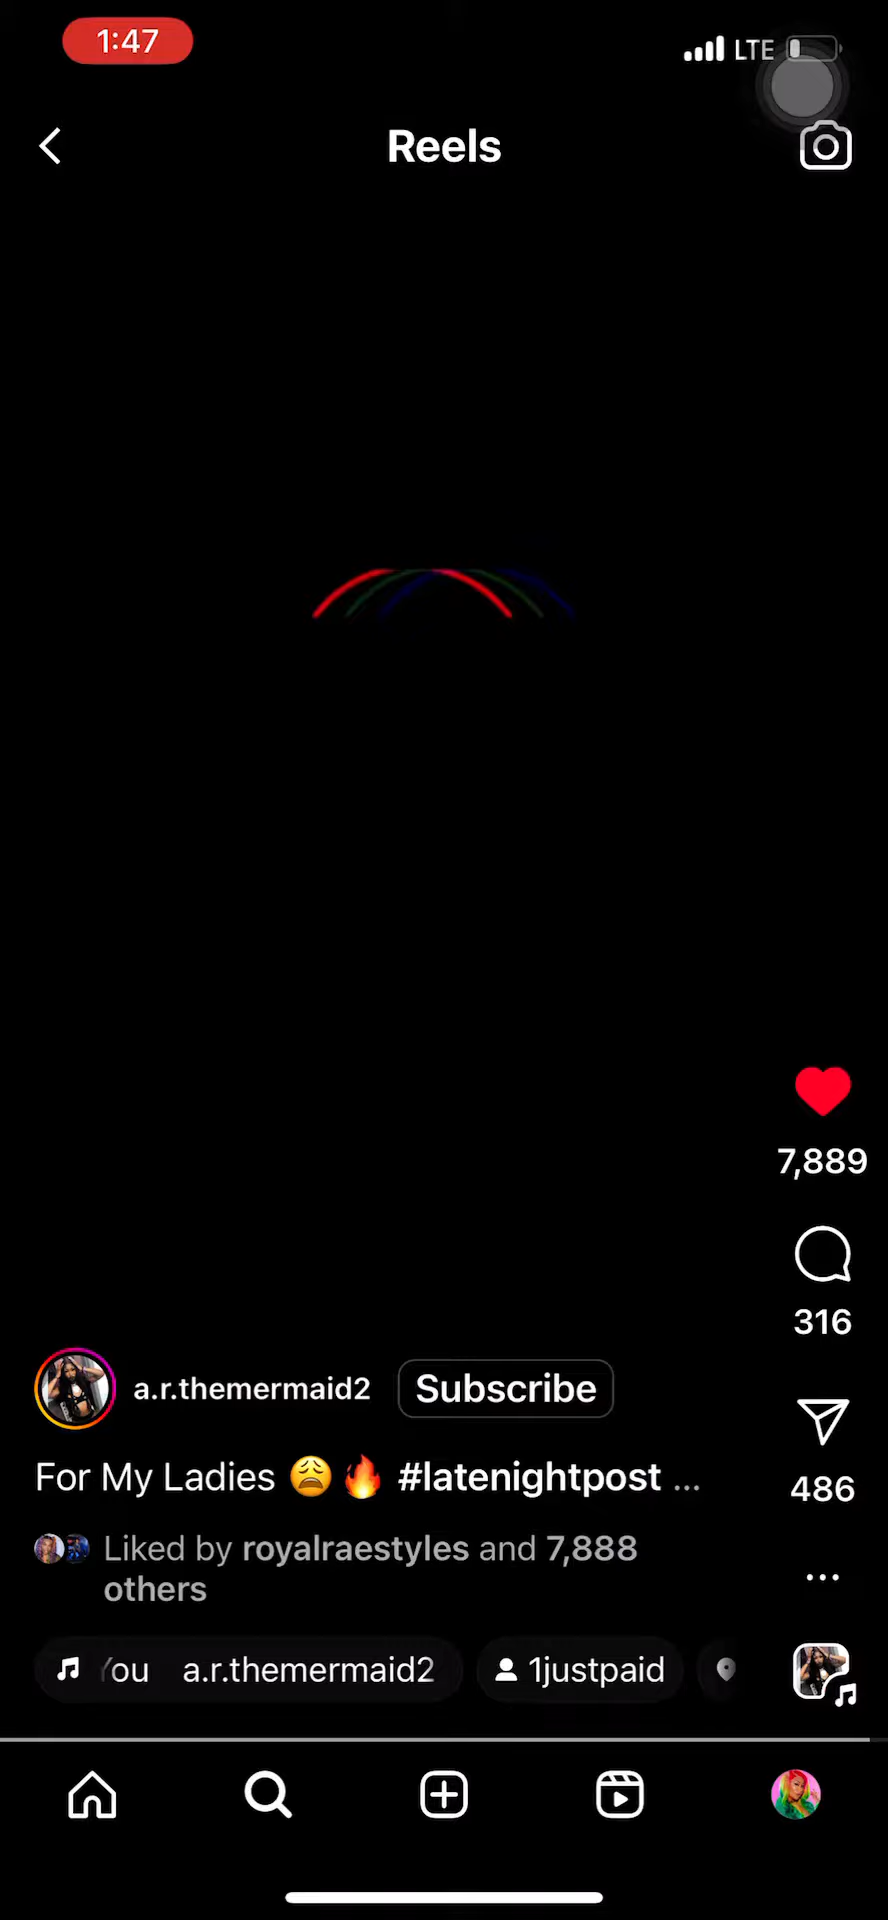 1:47
LTE
Reels
7,889
316
a.r.themermaid2
Subscribe
For My Ladies 😩 🔥 #latenightpost ...
486
Liked by royalraestyles and 7,888
others
You a.r.themermaid2
1justpaid